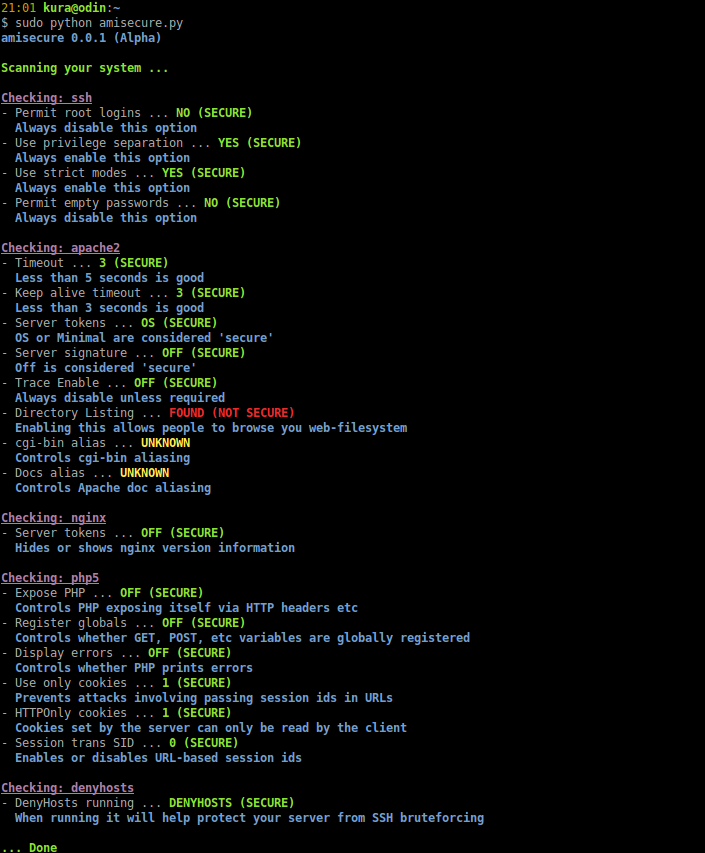 21:01 kura@odin:~
$ sudo python amisecure.py
amisecure 0.0.1 (Alpha)
Scanning your system ...
Checking: ssh
- Permit root logins ... NO (SECURE)
Always disable this option
- Use privilege separation ... YES (SECURE)
Always enable this option
- Use strict modes ... YES (SECURE)
Always enable this option
- Permit empty passwords ... NO (SECURE)
Always disable this option
Checking: apache2
- Timeout ... 3 (SECURE)
Less than 5 seconds is good
- Keep alive timeout ... 3 (SECURE)
Less than 3 seconds is good
- Server tokens ... OS (SECURE)
OS or Minimal are considered 'secure'
- Server signature ... OFF (SECURE)
Off is considered 'secure'
- Trace Enable ... OFF (SECURE)
Always disable unless required
- Directory Listing ... FOUND (NOT SECURE)
Enabling this allows people to browse you web-filesystem
- cgi-bin alias ... UNKNOWN
Controls cgi-bin aliasing
- Docs alias ... UNKNOWN
Controls Apache doc aliasing
Checking: nginx
- Server tokens ... OFF (SECURE)
Hides or shows nginx version information
Checking: php5
- Expose PHP ... OFF (SECURE)
Controls PHP exposing itself via HTTP headers etc
- Register globals ... OFF (SECURE)
Controls whether GET, POST, etc variables are globally registered
- Display errors ... OFF (SECURE)
Controls whether PHP prints errors
- Use only cookies ... 1 (SECURE)
Prevents attacks involving passing session ids in URLs
- HTTPOnly cookies ... 1 (SECURE)
Cookies set by the server can only be read by the client
- Session trans SID ... 0 (SECURE)
Enables or disables URL-based session ids
Checking: denyhosts
- DenyHosts running ... DENYHOSTS (SECURE)
When running it will help protect your server from SSH bruteforcing
... Done